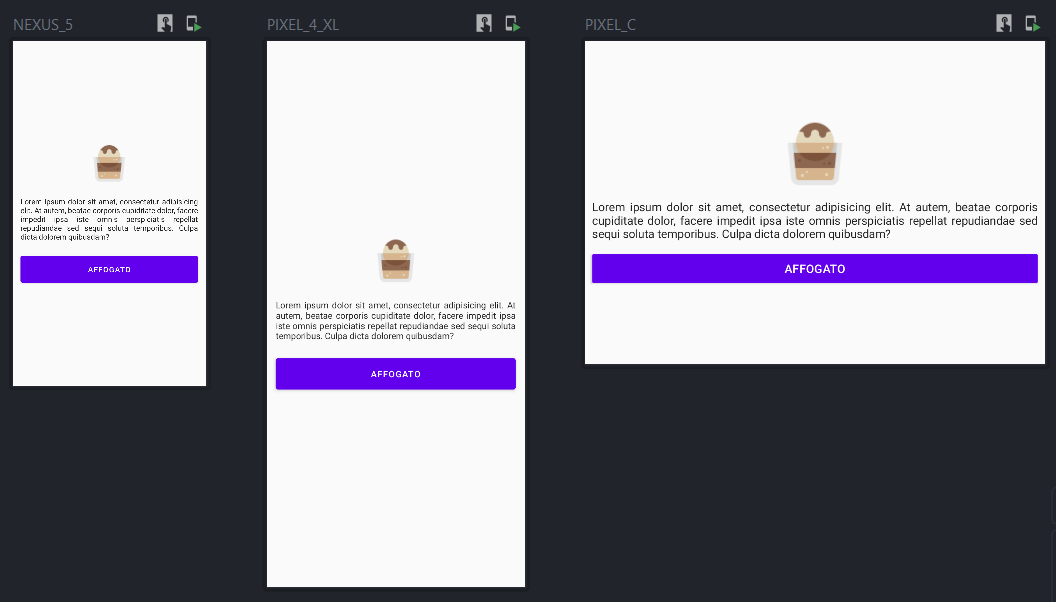 NEXUS_5
Lorem ipsum dolor sit amet, consectetur adipisicing
elit. At autem, beatae corporis cupiditate dolor, facere
impedit ipsa iste omnis perspiciatis repellat
repudiandae sed sequi soluta temporibus. Culpa
dicta dolorem quibusdam?
AFFOGATO
PIXEL_4_XL
Lorem ipsum dolor sit amet, consectetur adipisicing elit. At
autem, beatae corporis cupiditate dolor, facere impedit ipsa
iste omnis perspiciatis repellat repudiandae sed sequi soluta
temporibus. Culpa dicta dolorem quibusdam?
AFFOGATO
PIXEL_C
Lorem ipsum dolor sit amet, consectetur adipisicing elit. At autem, beatae corporis
cupiditate dolor, facere impedit ipsa iste omnis perspiciatis repellat repudiandae sed
sequi soluta temporibus. Culpa dicta dolorem quibusdam?
AFFOGATO